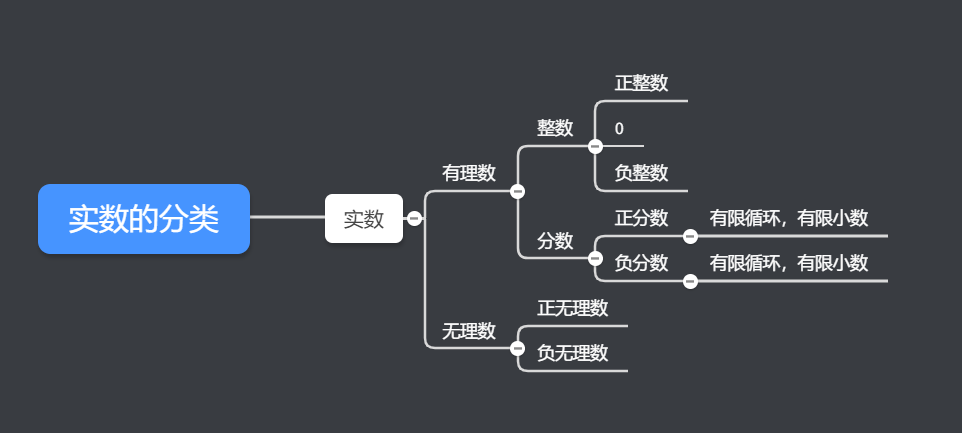 实数的分类
实数
有理数
整数
正整数
0
负整数
分数
正分数
有限循环，有限小数
负分数
有限循环，有限小数
无理数
正无理数
负无理数